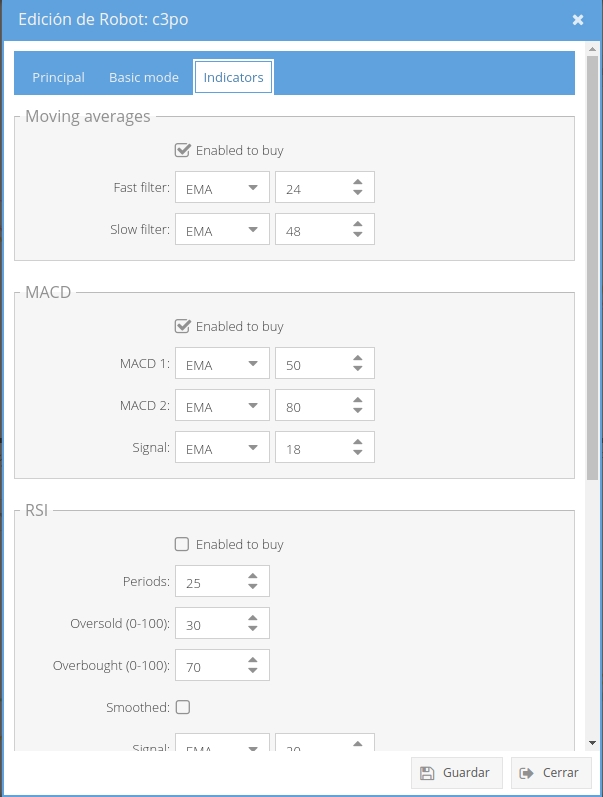 Edición de Robot: c3po
Principal Basic mode Indicators
Moving averages
Enabled to buy
Fast filter: EMA 24
Slow filter: EMA 48
MACD
Enabled to buy
MACD 1: EMA 50
MACD 2: EMA 80
Signal: EMA 18
RSI
Enabled to buy
Periods: 25
Oversold (0-100): 30
Overbought (0-100): 70
Smoothed:
Signal: EMA 20
Guardar Cerrar